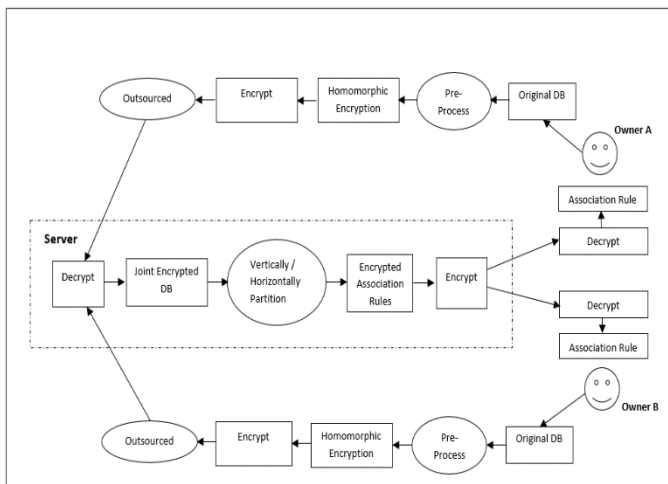 Outsourced
Encrypt
Homomorphic
Encryption
Pre-
Process
Original DB
Owner A
Association Rule
Decrypt
Server
Decrypt
Joint Encrypted
DB
Vertically /
Horizontally
Partition
Encrypted
Association
Rules
Encrypt
Decrypt
Association Rule
Owner B
Outsourced
Encrypt
Homomorphic
Encryption
Pre-
Process
Original DB